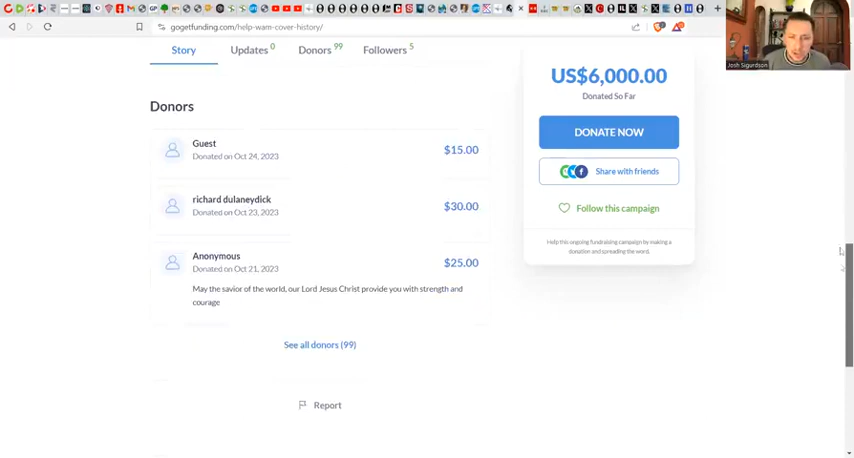 gogetfunding.com/help-wam-cover-history/
Story
Updates 0
Donors 99
Followers 5
Josh Sigurdson
Donors
Guest
Donated on Oct 24, 2023
$15.00
richard dulaneydick
Donated on Oct 23, 2023
$30.00
Anonymous
Donated on Oct 21, 2023
$25.00
May the savior of the world, our Lord Jesus Christ provide you with strength and
courage
See all donors (99)
Report
US$6,000.00
Donated So Far
DONATE NOW
Share with friends
Follow this campaign
Help this ongoing fundraising campaign by making a
donation and spreading the word.